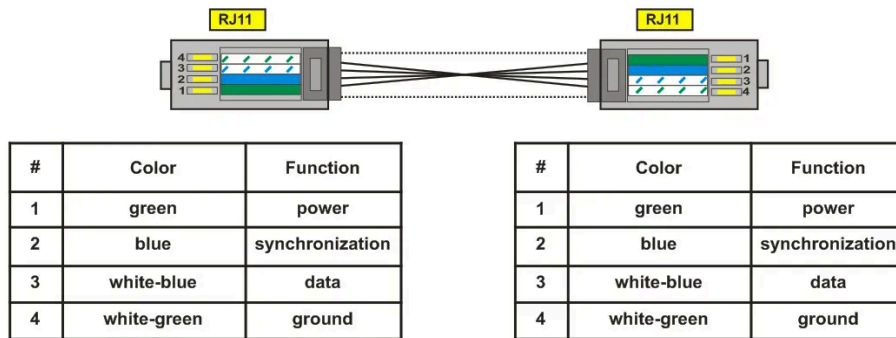 RJ11 RJ11
4 1
3 2
2 3
1 4
# Color Function # Color Function
1 green power 1 green power
2 blue synchronization 2 blue synchronization
3 white-blue data 3 white-blue data
4 white-green ground 4 white-green ground